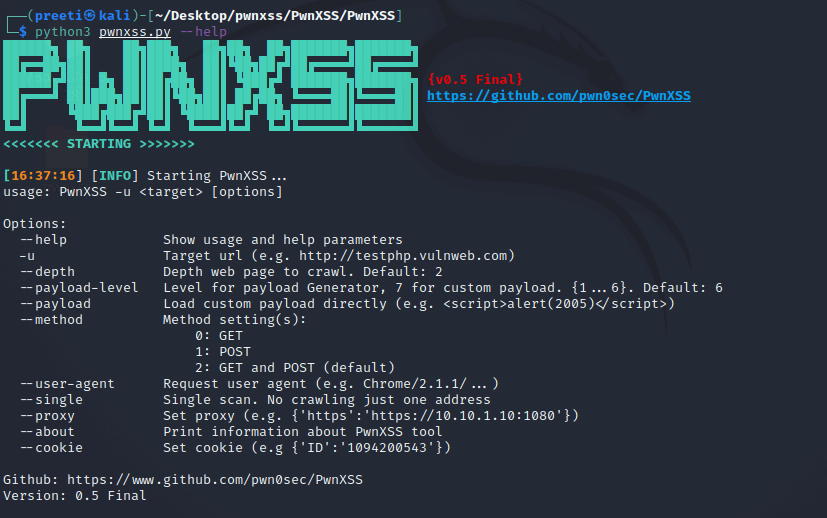 (preeti㉿kali)-[~/Desktop/pwnxss/PwnXSS/PwnXSS]
$ python3 pwnxss.py --help
PWNXSS
{v0.5 Final}
https://github.com/pwn0sec/PwnXSS
<<<<<<< STARTING >>>>>>>
[16:37:16] [INFO] Starting PwnXSS...
usage: PwnXSS -u <target> [options]
Options:
--help Show usage and help parameters
-u Target url (e.g. http://testphp.vulnweb.com)
--depth Depth web page to crawl. Default: 2
--payload-level Level for payload Generator, 7 for custom payload. {1...6}. Default: 6
--payload Load custom payload directly (e.g. <script>alert(2005)</script>)
--method Method setting(s):
0: GET
1: POST
2: GET and POST (default)
--user-agent Request user agent (e.g. Chrome/2.1.1/...)
--single Single scan. No crawling just one address
--proxy Set proxy (e.g. {'https':'https://10.10.1.10:1080'})
--about Print information about PwnXSS tool
--cookie Set cookie (e.g {'ID':'1094200543'})
Github: https://www.github.com/pwn0sec/PwnXSS
Version: 0.5 Final